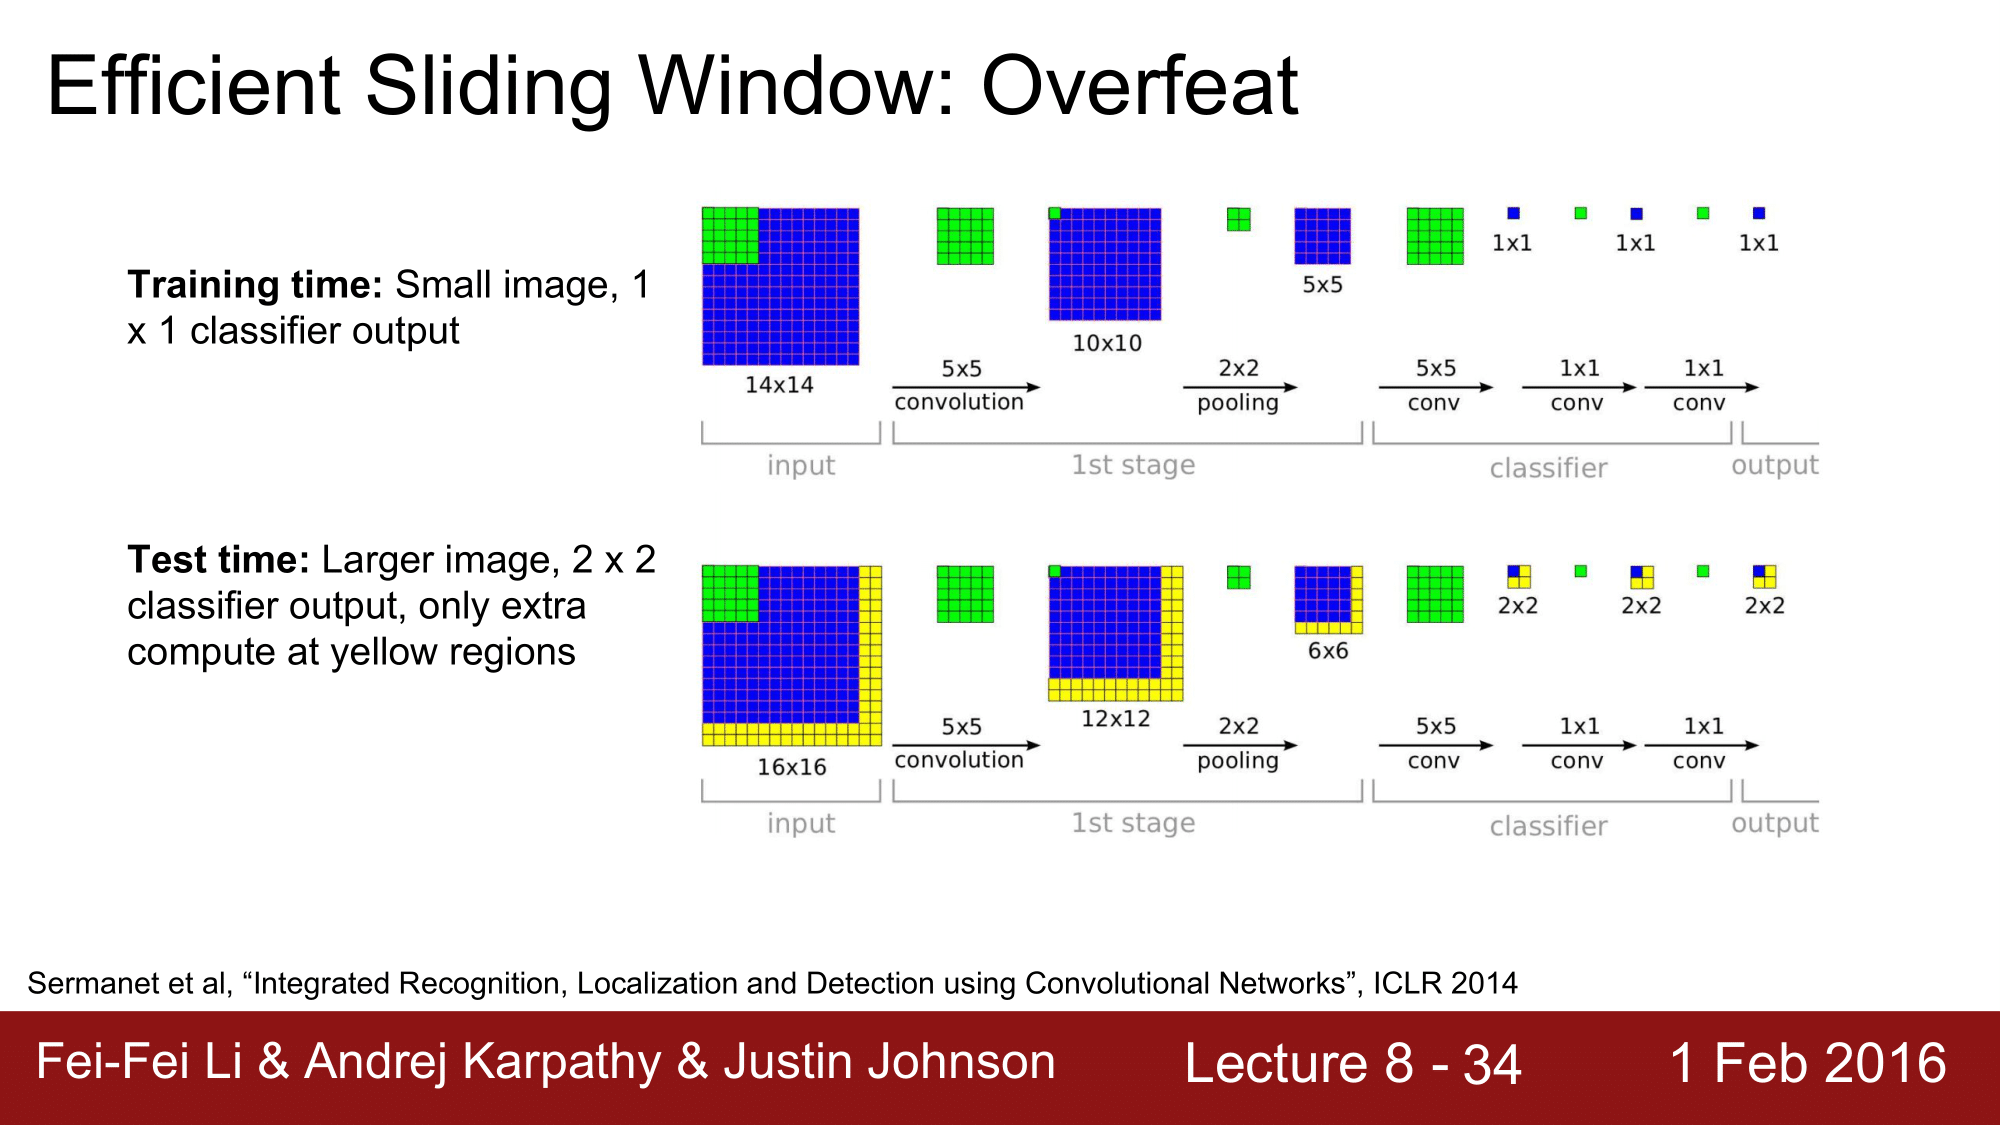 Efficient Sliding Window: Overfeat
Training time: Small image, 1
x 1 classifier output
14x14
5x5
convolution
10x10
2x2
pooling
5x5
5x5
conv
1x1
1x1
conv
1x1
1x1
conv
1x1
input
1st stage
classifier
output
Test time: Larger image, 2 x 2
classifier output, only extra
compute at yellow regions
16x16
5x5
convolution
12x12
2x2
pooling
6x6
5x5
conv
2x2
1x1
conv
2x2
1x1
conv
2x2
input
1st stage
classifier
output
Sermanet et al, “Integrated Recognition, Localization and Detection using Convolutional Networks”, ICLR 2014
Fei-Fei Li & Andrej Karpathy & Justin Johnson
Lecture 8 - 34
1 Feb 2016